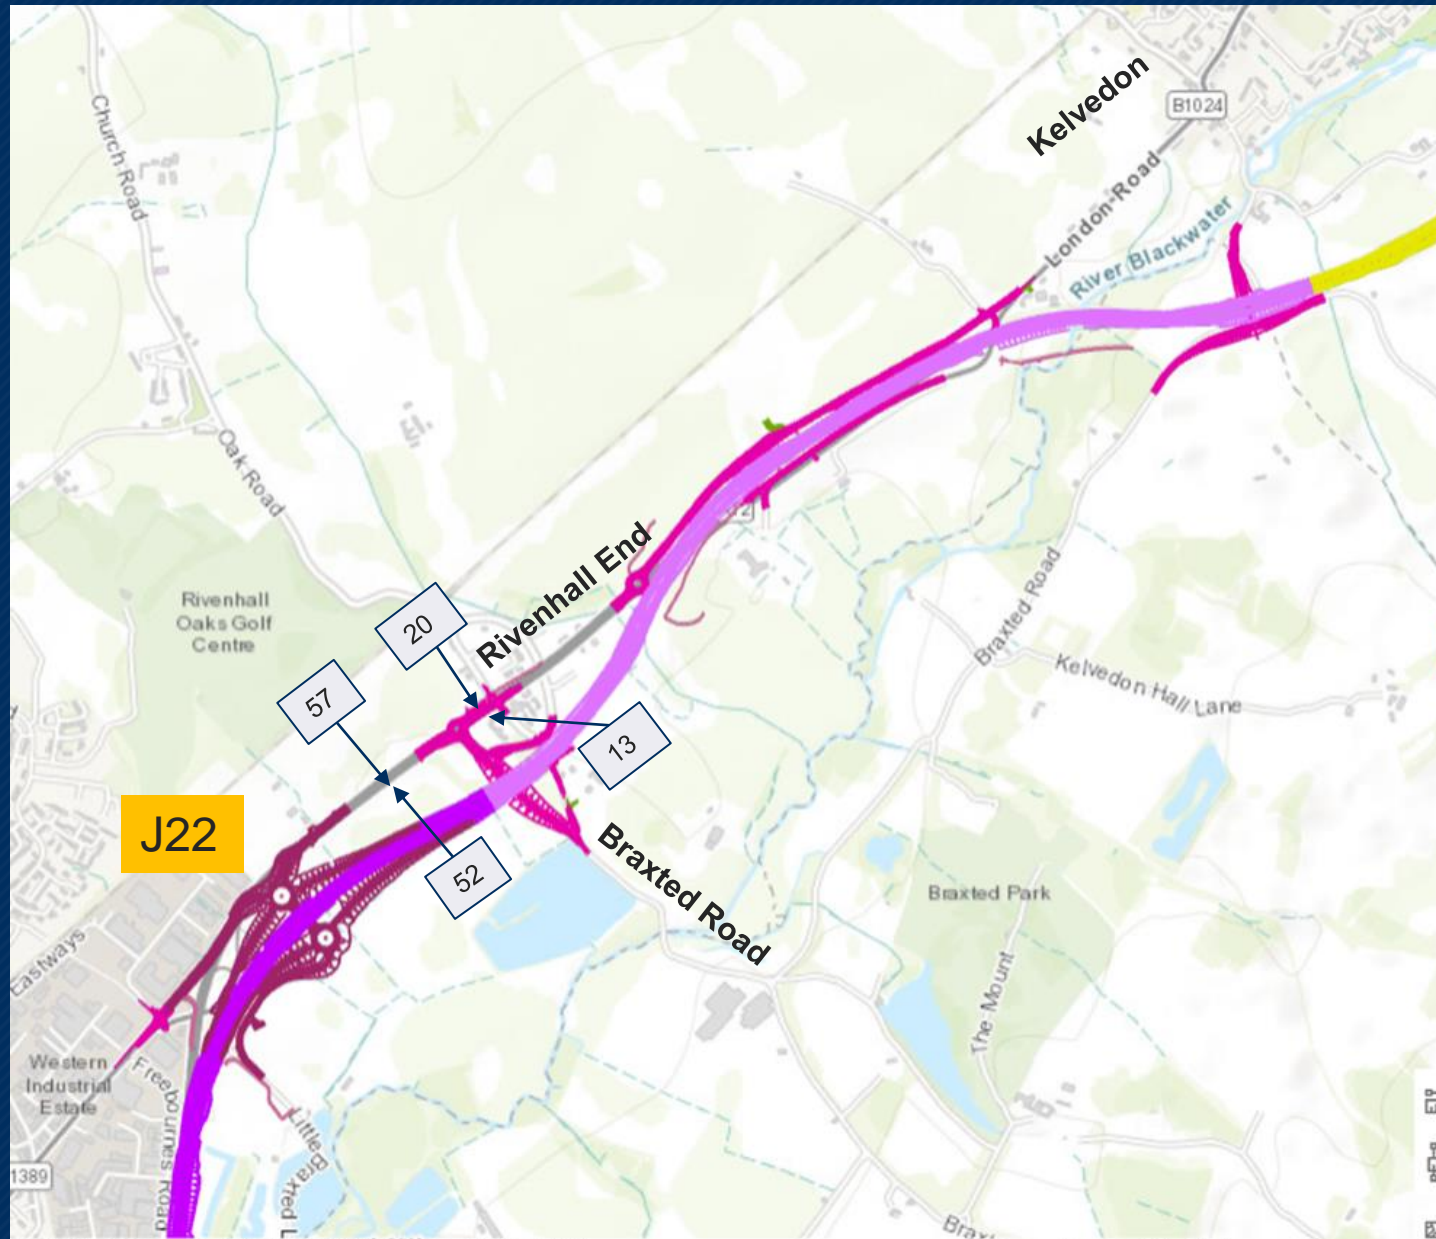 Kelvedon
B1024
Church Road
London Road
River Blackwater
Oak Road
Rivenhall End
Braxted Road
Rivenhall
Oaks Golf
Centre
20
57
13
Kelvedon Hall Lane
J22
52
Braxted Road
Braxted Park
Eastways
The Mount
Western
Industrial
Estate
Freebournes Road
Little Braxted L
1389
Brax